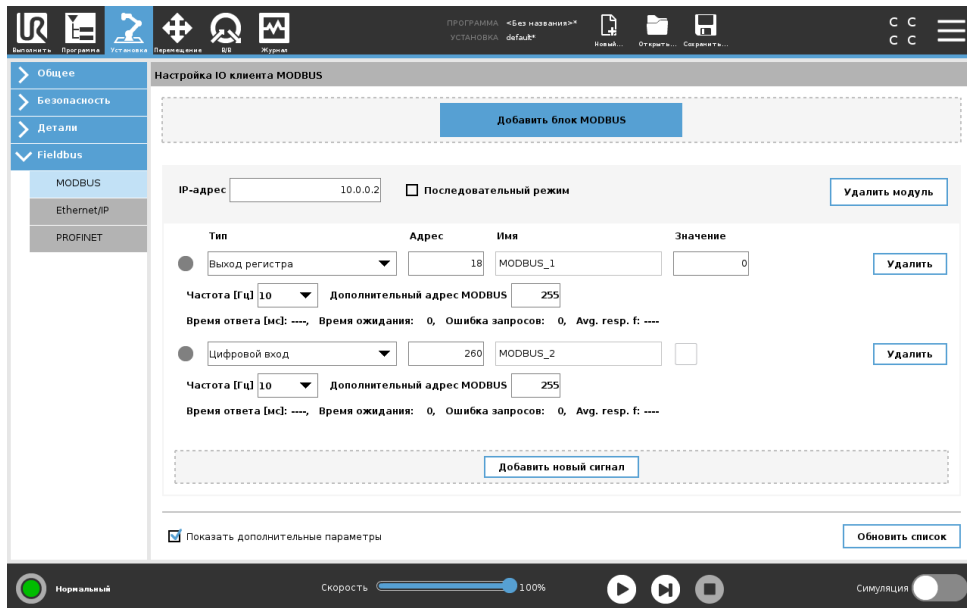 ПРОГРАММА <Без названия>*
УСТАНОВКА default*
UR
Выполнить Программа Установка Перемещение В/В Журнал Новый... Открыть... Сохранить...
C C
C C
Общее
Безопасность
Детали
Fieldbus
MODBUS
Ethernet/IP
PROFINET
Настройка IO клиента MODBUS
Добавить блок MODBUS
IP-адрес 10.0.0.2 Последовательный режим Удалить модуль
Тип Адрес Имя Значение
Выход регистра 18 MODBUS_1 0 Удалить
Частота [Гц] 10 Дополнительный адрес MODBUS 255
Время ответа [мс]: ----, Время ожидания: 0, Ошибка запросов: 0, Avg. resp. f: ----
Цифровой вход 260 MODBUS_2 Удалить
Частота [Гц] 10 Дополнительный адрес MODBUS 255
Время ответа [мс]: ----, Время ожидания: 0, Ошибка запросов: 0, Avg. resp. f: ----
Добавить новый сигнал
Показать дополнительные параметры Обновить список
Нормальный Скорость 100% Симуляция